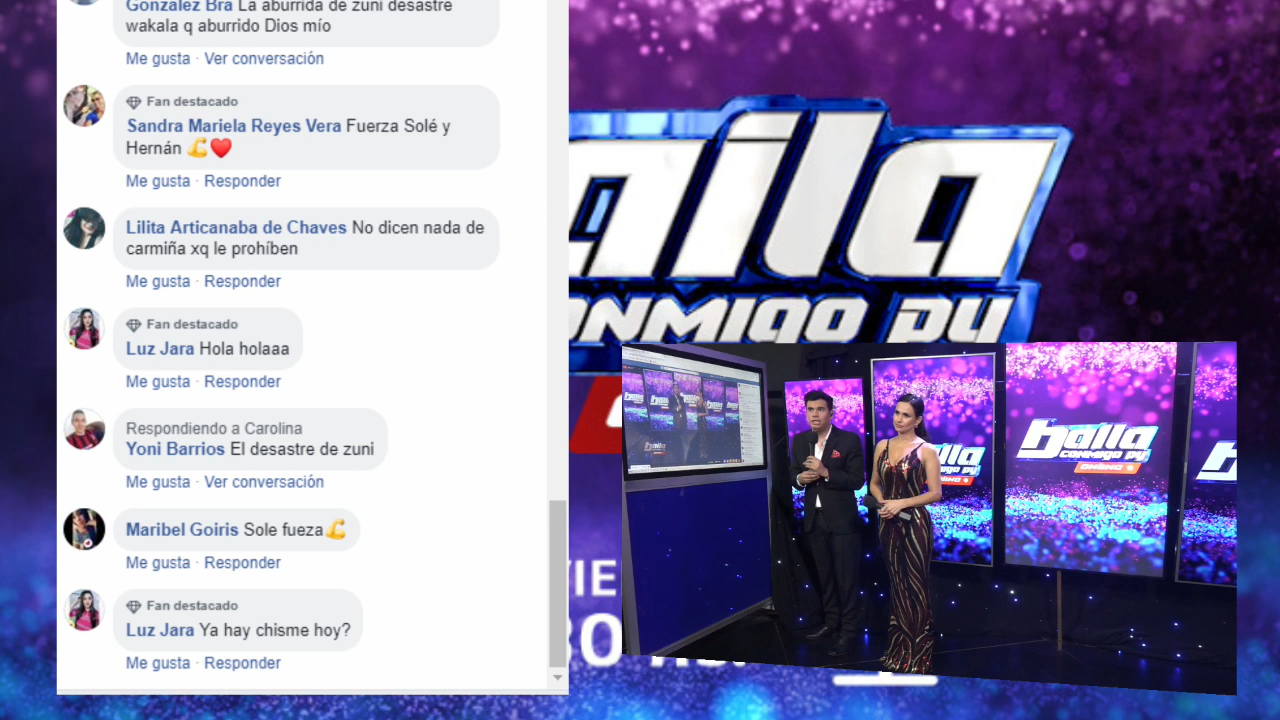 Gonzalez Bra La aburrida de zuni desastre
wakala q aburrido Dios mío
Me gusta · Ver conversación
Fan destacado
Sandra Mariela Reyes Vera Fuerza Solé y
Hernán 💪❤️
Me gusta · Responder
Lilita Articanaba de Chaves No dicen nada de
carmiña xq le prohíben
Me gusta · Responder
Fan destacado
Luz Jara Hola holaaa
Me gusta · Responder
Respondiendo a Carolina
Yoni Barrios El desastre de zuni
Me gusta · Ver conversación
Maribel Goiris Sole fueza💪
Me gusta · Responder
Fan destacado
Luz Jara Ya hay chisme hoy?
Me gusta · Responder
baila
CONMIGO PY
baila
CONMIGO PY
ONLINE